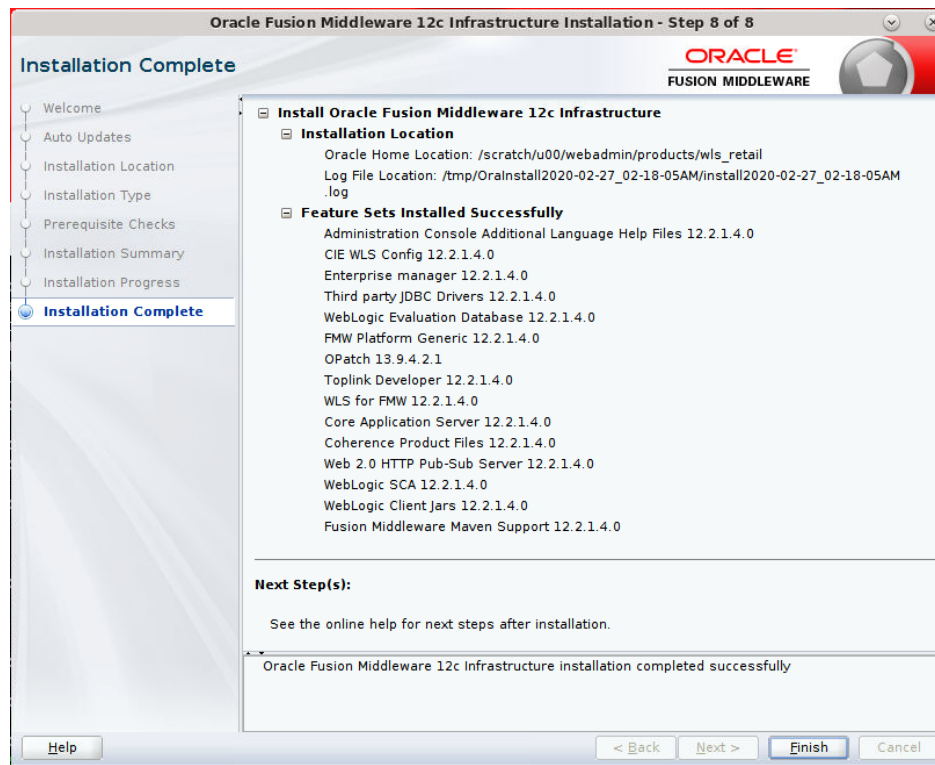 Oracle Fusion Middleware 12c Infrastructure Installation - Step 8 of 8
Installation Complete
ORACLE
FUSION MIDDLEWARE
Welcome
Auto Updates
Installation Location
Installation Type
Prerequisite Checks
Installation Summary
Installation Progress
Installation Complete
Install Oracle Fusion Middleware 12c Infrastructure
Installation Location
Oracle Home Location: /scratch/u00/webadmin/products/wls_retail
Log File Location: /tmp/OraInstall2020-02-27_02-18-05AM/install2020-02-27_02-18-05AM
.log
Feature Sets Installed Successfully
Administration Console Additional Language Help Files 12.2.1.4.0
CIE WLS Config 12.2.1.4.0
Enterprise manager 12.2.1.4.0
Third party JDBC Drivers 12.2.1.4.0
WebLogic Evaluation Database 12.2.1.4.0
FMW Platform Generic 12.2.1.4.0
OPatch 13.9.4.2.1
Toplink Developer 12.2.1.4.0
WLS for FMW 12.2.1.4.0
Core Application Server 12.2.1.4.0
Coherence Product Files 12.2.1.4.0
Web 2.0 HTTP Pub-Sub Server 12.2.1.4.0
WebLogic SCA 12.2.1.4.0
WebLogic Client Jars 12.2.1.4.0
Fusion Middleware Maven Support 12.2.1.4.0
Next Step(s):
See the online help for next steps after installation.
Oracle Fusion Middleware 12c Infrastructure installation completed successfully
Help
< Back
Next >
Finish
Cancel